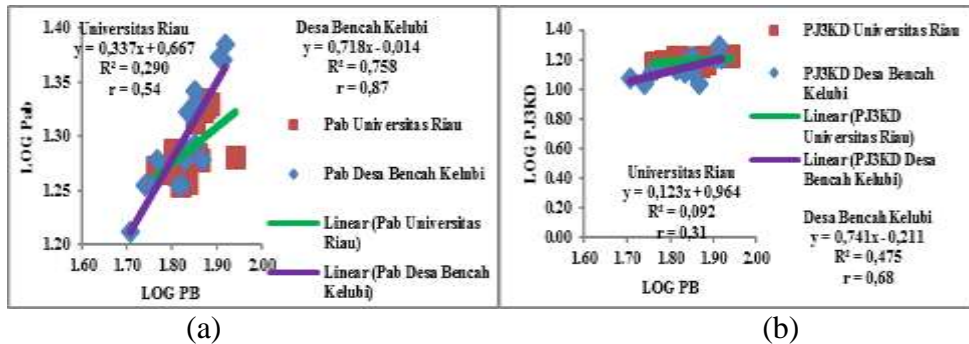 Universitas Riau
y = 0,337x + 0,667
R² = 0,290
r = 0,54
Desa Bencah Kelubi
y = 0,718x - 0,014
R² = 0,758
r = 0,87
LOG Pab
1.40
1.35
1.30
1.25
1.20
1.60
1.70
1.80
1.90
2.00
LOG PB
Pab Universitas Riau
Pab Desa Bencah Kelubi
Linear (Pab Universitas
Riau)
Linear (Pab Desa Bencah
Kelubi)
(a)
LOG PJ3KD
1.40
1.20
1.00
0.80
0.60
0.40
0.20
0.00
1.60
1.70
1.80
1.90
2.00
LOG PB
Universitas Riau
y = 0,123x + 0,964
R² = 0,092
r = 0,31
PJ3KD Universitas Riau
PJ3KD Desa Bencah
Kelubi
Linear (PJ3KD
Universitas Riau)
Linear (PJ3KD Desa
Bencah Kelubi)
Desa Bencah Kelubi
y = 0,741x - 0,211
R² = 0,475
r = 0,68
(b)